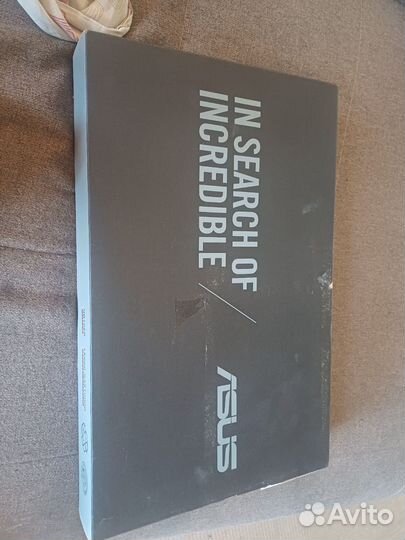 IN SEARCH OF
INCREDIBLE
ASUS
Avito